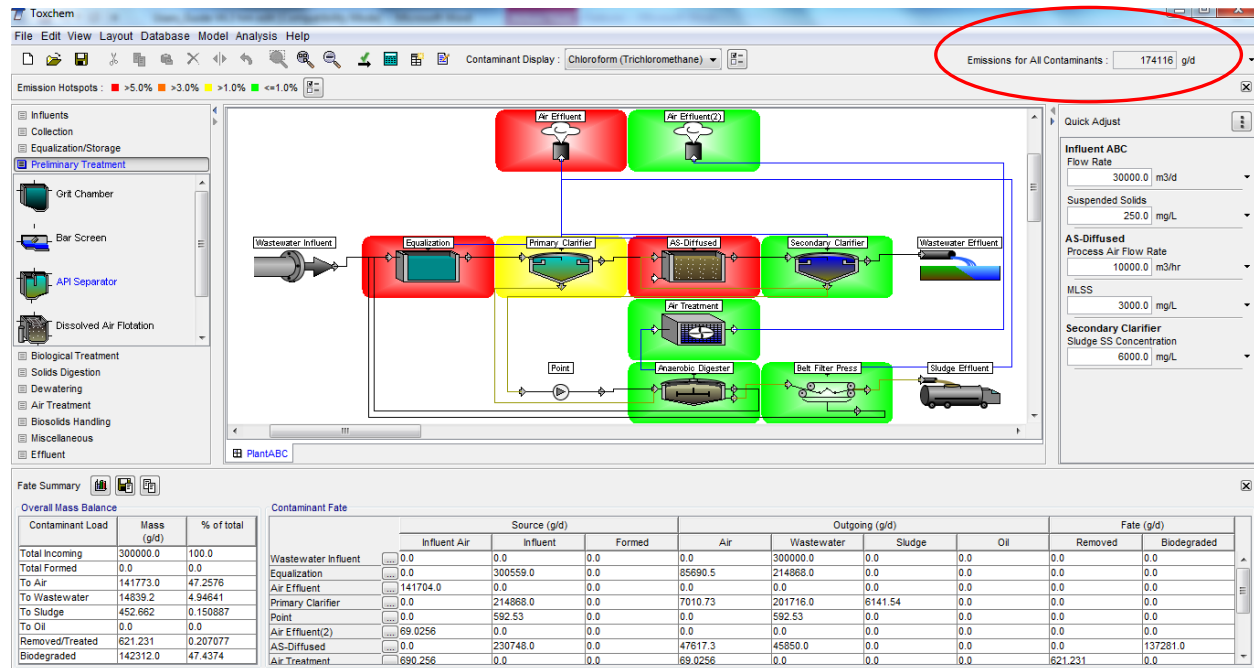 Toxchem
File Edit View Layout Database Model Analysis Help
Contaminant Display : Chloroform (Trichloromethane) Emissions for All Contaminants : 174116 g/d
Emission Hotspots : >5.0% >3.0% >1.0% <=1.0%
Influents
Collection
Equalization/Storage
Preliminary Treatment
Grit Chamber
Bar Screen
API Separator
Dissolved Air Flotation
Biological Treatment
Solids Digestion
Dewatering
Air Treatment
Biosolids Handling
Miscellaneous
Effluent
Air Effluent Air Effluent(2)
Wastewater Influent Equalization Primary Clarifier AS-Diffused Secondary Clarifier Wastewater Effluent
Air Treatment
Point Anaerobic Digester Belt Filter Press Sludge Effluent
PlantABC
Quick Adjust
Influent ABC
Flow Rate
30000.0 m3/d
Suspended Solids
250.0 mg/L
AS-Diffused
Process Air Flow Rate
10000.0 m3/hr
MLSS
3000.0 mg/L
Secondary Clarifier
Sludge SS Concentration
6000.0 mg/L
Fate Summary
Overall Mass Balance
Contaminant Load Mass (g/d) % of total
Total Incoming 300000.0 100.0
Total Formed 0.0 0.0
To Air 141773.0 47.2576
To Wastewater 14839.2 4.94641
To Sludge 452.662 0.150887
To Oil 0.0 0.0
Removed/Treated 621.231 0.207077
Biodegraded 142312.0 47.4374
Contaminant Fate
Source (g/d) Outgoing (g/d) Fate (g/d)
Influent Air Influent Formed Air Wastewater Sludge Oil Removed Biodegraded
Wastewater Influent ... 0.0 0.0 0.0 0.0 300000.0 0.0 0.0 0.0 0.0
Equalization ... 0.0 300559.0 0.0 85690.5 214868.0 0.0 0.0 0.0 0.0
Air Effluent ... 141704.0 0.0 0.0 0.0 0.0 0.0 0.0 0.0 0.0
Primary Clarifier ... 0.0 214868.0 0.0 7010.73 201716.0 6141.54 0.0 0.0 0.0
Point ... 0.0 592.53 0.0 0.0 592.53 0.0 0.0 0.0 0.0
Air Effluent(2) ... 69.0256 0.0 0.0 0.0 0.0 0.0 0.0 0.0 0.0
AS-Diffused ... 0.0 230748.0 0.0 47617.3 45850.0 0.0 0.0 0.0 137281.0
Air Treatment ... 690.256 0.0 0.0 69.0256 0.0 0.0 0.0 621.231 0.0